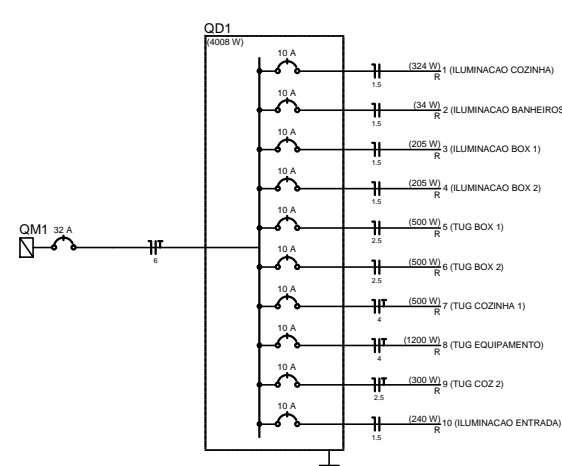 QD1
(4008 W)
10 A
(324 W) 1 (ILUMINACAO COZINHA)
R
1.5
10 A
(34 W) 2 (ILUMINACAO BANHEIROS
R
1.5
10 A
(205 W) 3 (ILUMINACAO BOX 1)
R
1.5
10 A
(205 W) 4 (ILUMINACAO BOX 2)
R
1.5
10 A
(500 W) 5 (TUG BOX 1)
R
2.5
QM1 32 A
6
10 A
(500 W) 6 (TUG BOX 2)
R
2.5
10 A
(500 W) 7 (TUG COZINHA 1)
R
4
10 A
(1200 W) 8 (TUG EQUIPAMENTO)
R
4
10 A
(300 W) 9 (TUG COZ 2)
R
2.5
10 A
(240 W) 10 (ILUMINACAO ENTRADA)
R
1.5